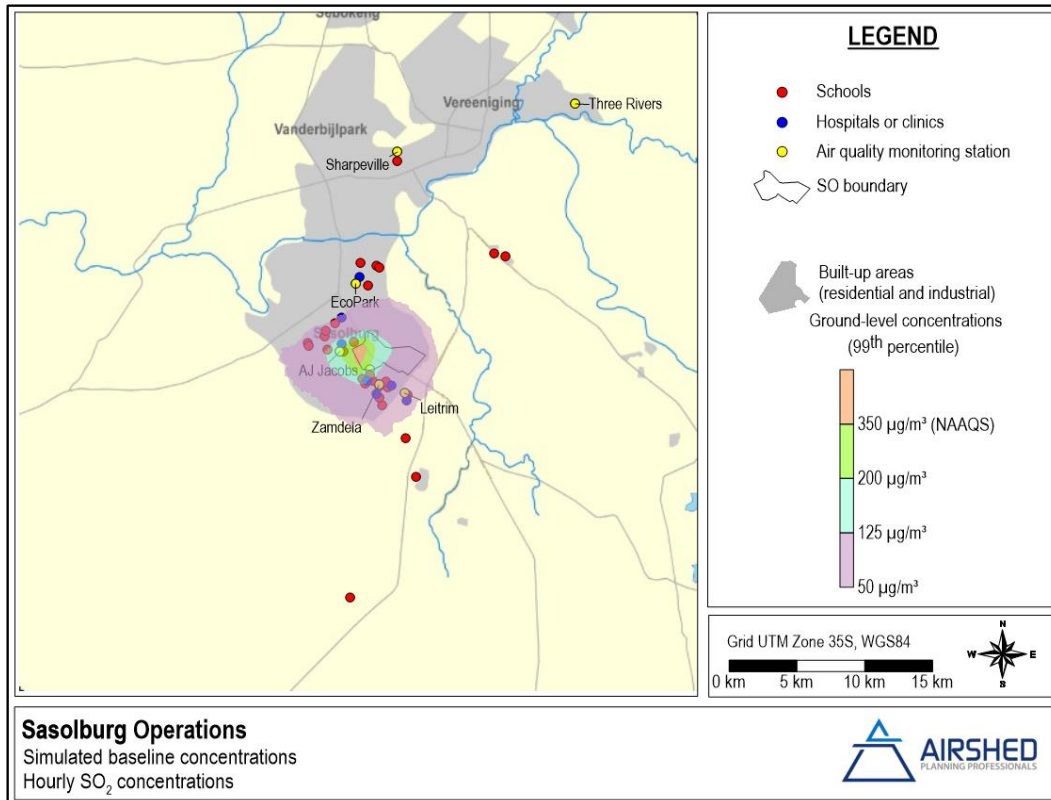 Sebokeng
Vereeniging
Three Rivers
Vanderbijlpark
Sharpeville
EcoPark
Sasolburg
AJ Jacobs
Leitrim
Zamdela
LEGEND
Schools
Hospitals or clinics
Air quality monitoring station
SO boundary
Built-up areas
(residential and industrial)
Ground-level concentrations
(99th percentile)
350 µg/m³ (NAAQS)
200 µg/m³
125 µg/m³
50 µg/m³
Grid UTM Zone 35S, WGS84
N
W E
S
0 km 5 km 10 km 15 km
Sasolburg Operations
Simulated baseline concentrations
Hourly SO₂ concentrations
AIRSHED
PLANNING PROFESSIONALS